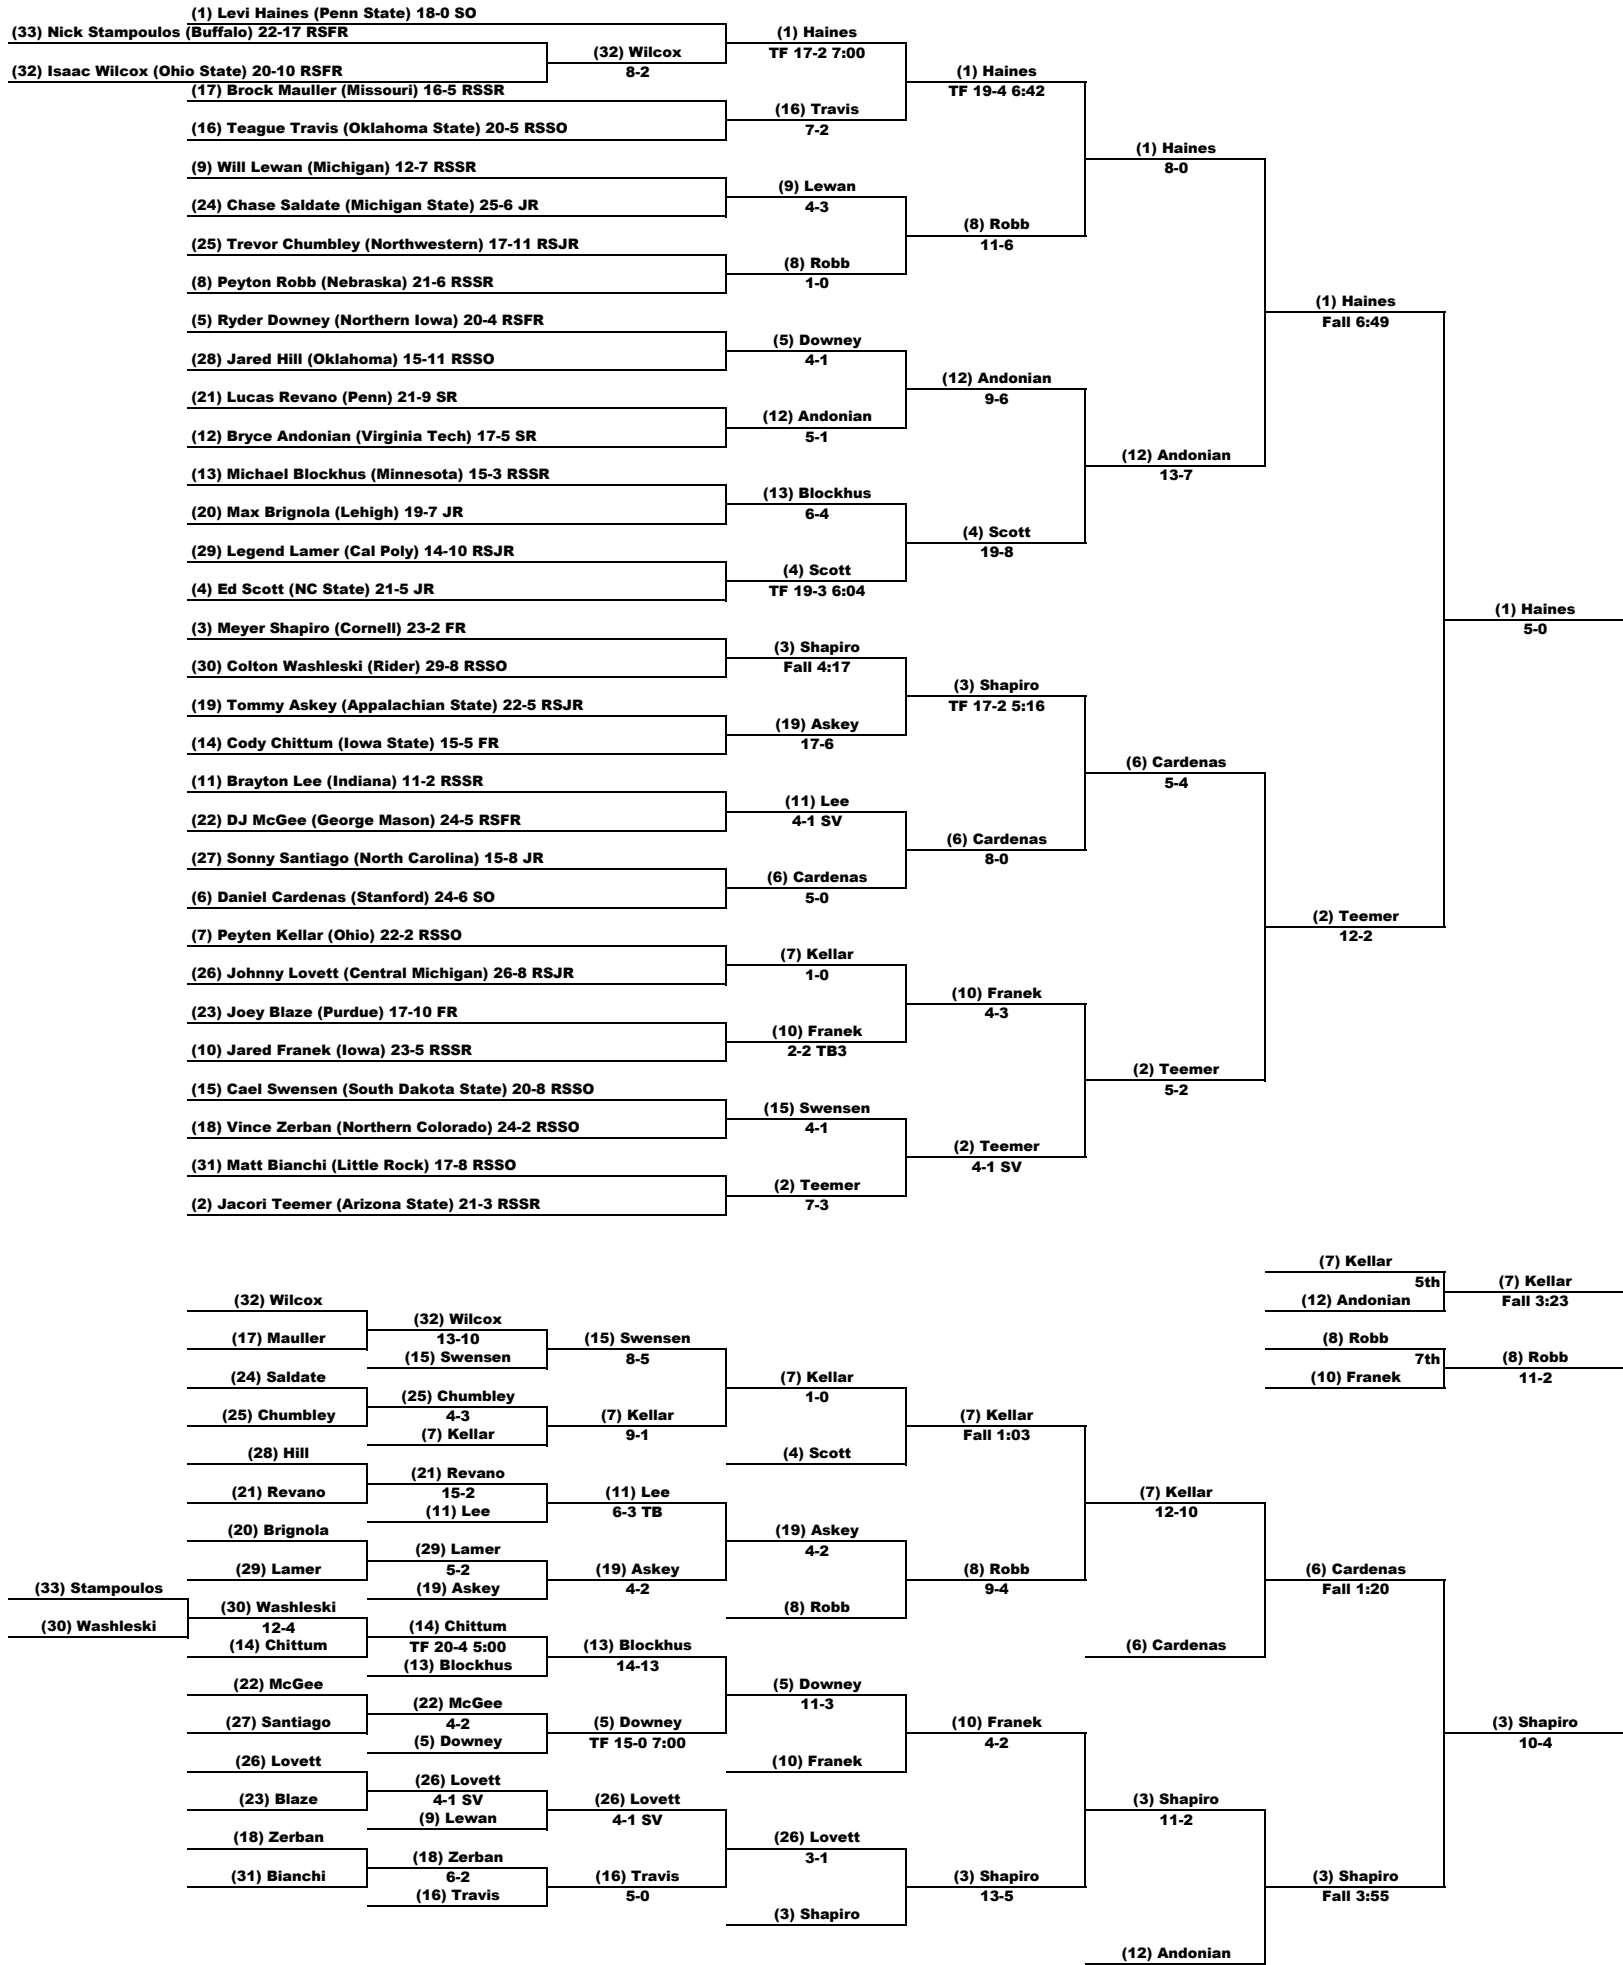 (1) Levi Haines (Penn State) 18-0 SO
(33) Nick Stampoulos (Buffalo) 22-17 RSFR
(1) Haines
(32) Wilcox
TF 17-2 7:00
(32) Isaac Wilcox (Ohio State) 20-10 RSFR
8-2
(1) Haines
(17) Brock Mauller (Missouri) 16-5 RSSR
TF 19-4 6:42
(16) Travis
(16) Teague Travis (Oklahoma State) 20-5 RSSO
7-2
(1) Haines
(9) Will Lewan (Michigan) 12-7 RSSR
8-0
(9) Lewan
(24) Chase Saldate (Michigan State) 25-6 JR
4-3
(8) Robb
(25) Trevor Chumbley (Northwestern) 17-11 RSJR
11-6
(8) Robb
(8) Peyton Robb (Nebraska) 21-6 RSSR
1-0
(1) Haines
(5) Ryder Downey (Northern Iowa) 20-4 RSFR
Fall 6:49
(5) Downey
(28) Jared Hill (Oklahoma) 15-11 RSSO
4-1
(12) Andonian
(21) Lucas Revano (Penn) 21-9 SR
9-6
(12) Andonian
(12) Bryce Andonian (Virginia Tech) 17-5 SR
5-1
(12) Andonian
(13) Michael Blockhus (Minnesota) 15-3 RSSR
13-7
(13) Blockhus
(20) Max Brignola (Lehigh) 19-7 JR
6-4
(4) Scott
(29) Legend Lamer (Cal Poly) 14-10 RSJR
19-8
(4) Scott
(4) Ed Scott (NC State) 21-5 JR
TF 19-3 6:04
(1) Haines
(3) Meyer Shapiro (Cornell) 23-2 FR
5-0
(3) Shapiro
(30) Colton Washleski (Rider) 29-8 RSSO
Fall 4:17
(3) Shapiro
(19) Tommy Askey (Appalachian State) 22-5 RSJR
TF 17-2 5:16
(19) Askey
(14) Cody Chittum (Iowa State) 15-5 FR
17-6
(6) Cardenas
(11) Brayton Lee (Indiana) 11-2 RSSR
5-4
(11) Lee
(22) DJ McGee (George Mason) 24-5 RSFR
4-1 SV
(6) Cardenas
(27) Sonny Santiago (North Carolina) 15-8 JR
8-0
(6) Cardenas
(6) Daniel Cardenas (Stanford) 24-6 SO
5-0
(2) Teemer
(7) Peyten Kellar (Ohio) 22-2 RSSO
12-2
(7) Kellar
(26) Johnny Lovett (Central Michigan) 26-8 RSJR
1-0
(10) Franek
(23) Joey Blaze (Purdue) 17-10 FR
4-3
(10) Franek
(10) Jared Franek (Iowa) 23-5 RSSR
2-2 TB3
(2) Teemer
(15) Cael Swensen (South Dakota State) 20-8 RSSO
5-2
(15) Swensen
(18) Vince Zerban (Northern Colorado) 24-2 RSSO
4-1
(2) Teemer
(31) Matt Bianchi (Little Rock) 17-8 RSSO
4-1 SV
(2) Teemer
(2) Jacori Teemer (Arizona State) 21-3 RSSR
7-3
(7) Kellar
5th
(7) Kellar
(12) Andonian
Fall 3:23
(32) Wilcox
(32) Wilcox
(17) Mauller
13-10
(15) Swensen
(8) Robb
(15) Swensen
8-5
7th
(8) Robb
(24) Saldate
(7) Kellar
(10) Franek
11-2
(25) Chumbley
1-0
(25) Chumbley
4-3
(7) Kellar
(7) Kellar
(7) Kellar
9-1
Fall 1:03
(28) Hill
(4) Scott
(21) Revano
(21) Revano
15-2
(11) Lee
(7) Kellar
(11) Lee
6-3 TB
12-10
(20) Brignola
(19) Askey
(29) Lamer
4-2
(29) Lamer
5-2
(19) Askey
(8) Robb
(6) Cardenas
(33) Stampoulos
(19) Askey
4-2
9-4
Fall 1:20
(30) Washleski
(8) Robb
(30) Washleski
12-4
(14) Chittum
(14) Chittum
TF 20-4 5:00
(13) Blockhus
(6) Cardenas
(13) Blockhus
14-13
(22) McGee
(5) Downey
(22) McGee
11-3
(27) Santiago
4-2
(5) Downey
(10) Franek
(3) Shapiro
(5) Downey
TF 15-0 7:00
4-2
10-4
(26) Lovett
(10) Franek
(26) Lovett
(23) Blaze
4-1 SV
(26) Lovett
(3) Shapiro
(9) Lewan
4-1 SV
11-2
(18) Zerban
(26) Lovett
(18) Zerban
3-1
(31) Bianchi
6-2
(16) Travis
(3) Shapiro
(3) Shapiro
(16) Travis
5-0
13-5
Fall 3:55
(3) Shapiro
(12) Andonian